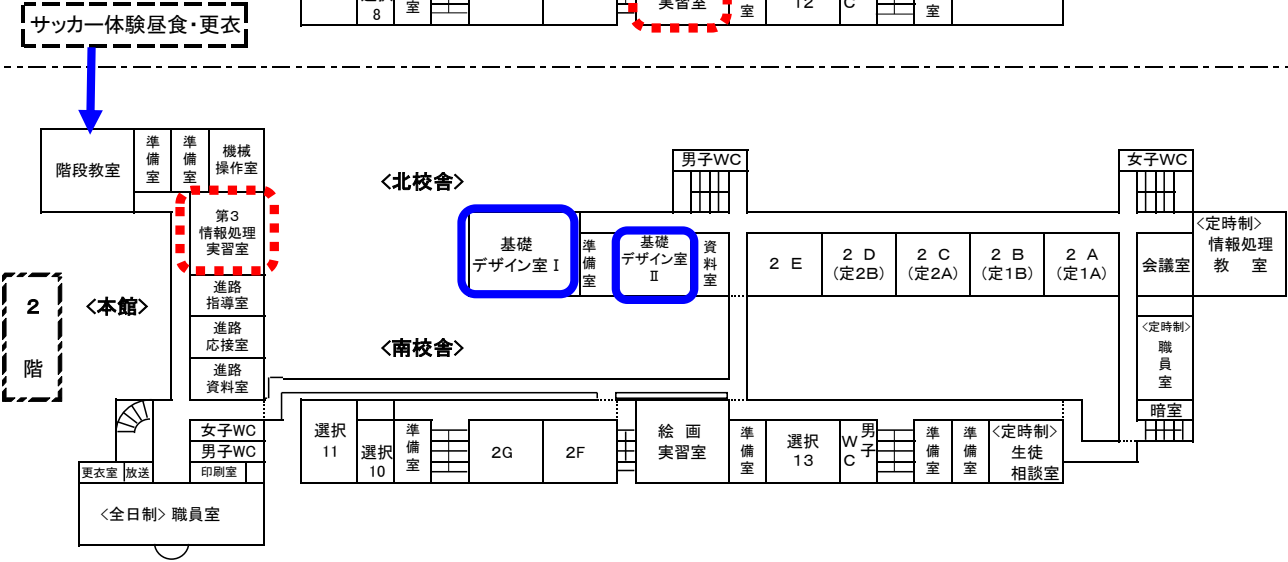 選択
8
室
実習室
室
12
C
室
サッカー体験昼食・更衣
階段教室
準備室
準備室
機械
操作室
第3
情報処理
実習室
進路
指導室
進路
応接室
進路
資料室
2
階
<本館>
<北校舎>
<南校舎>
男子WC
女子WC
基礎
デザイン室Ⅰ
準備室
基礎
デザイン室
Ⅱ
資料室
2 E
2 D
(定2B)
2 C
(定2A)
2 B
(定1B)
2 A
(定1A)
会議室
<定時制>
情報処理
教 室
<定時制>
職員室
暗室
女子WC
男子WC
更衣室
放送
印刷室
<全日制> 職員室
選択
11
選択
10
準備室
2G
2F
絵 画
実習室
準備室
選択
13
男子
WC
準備室
準備室
<定時制>
生徒
相談室